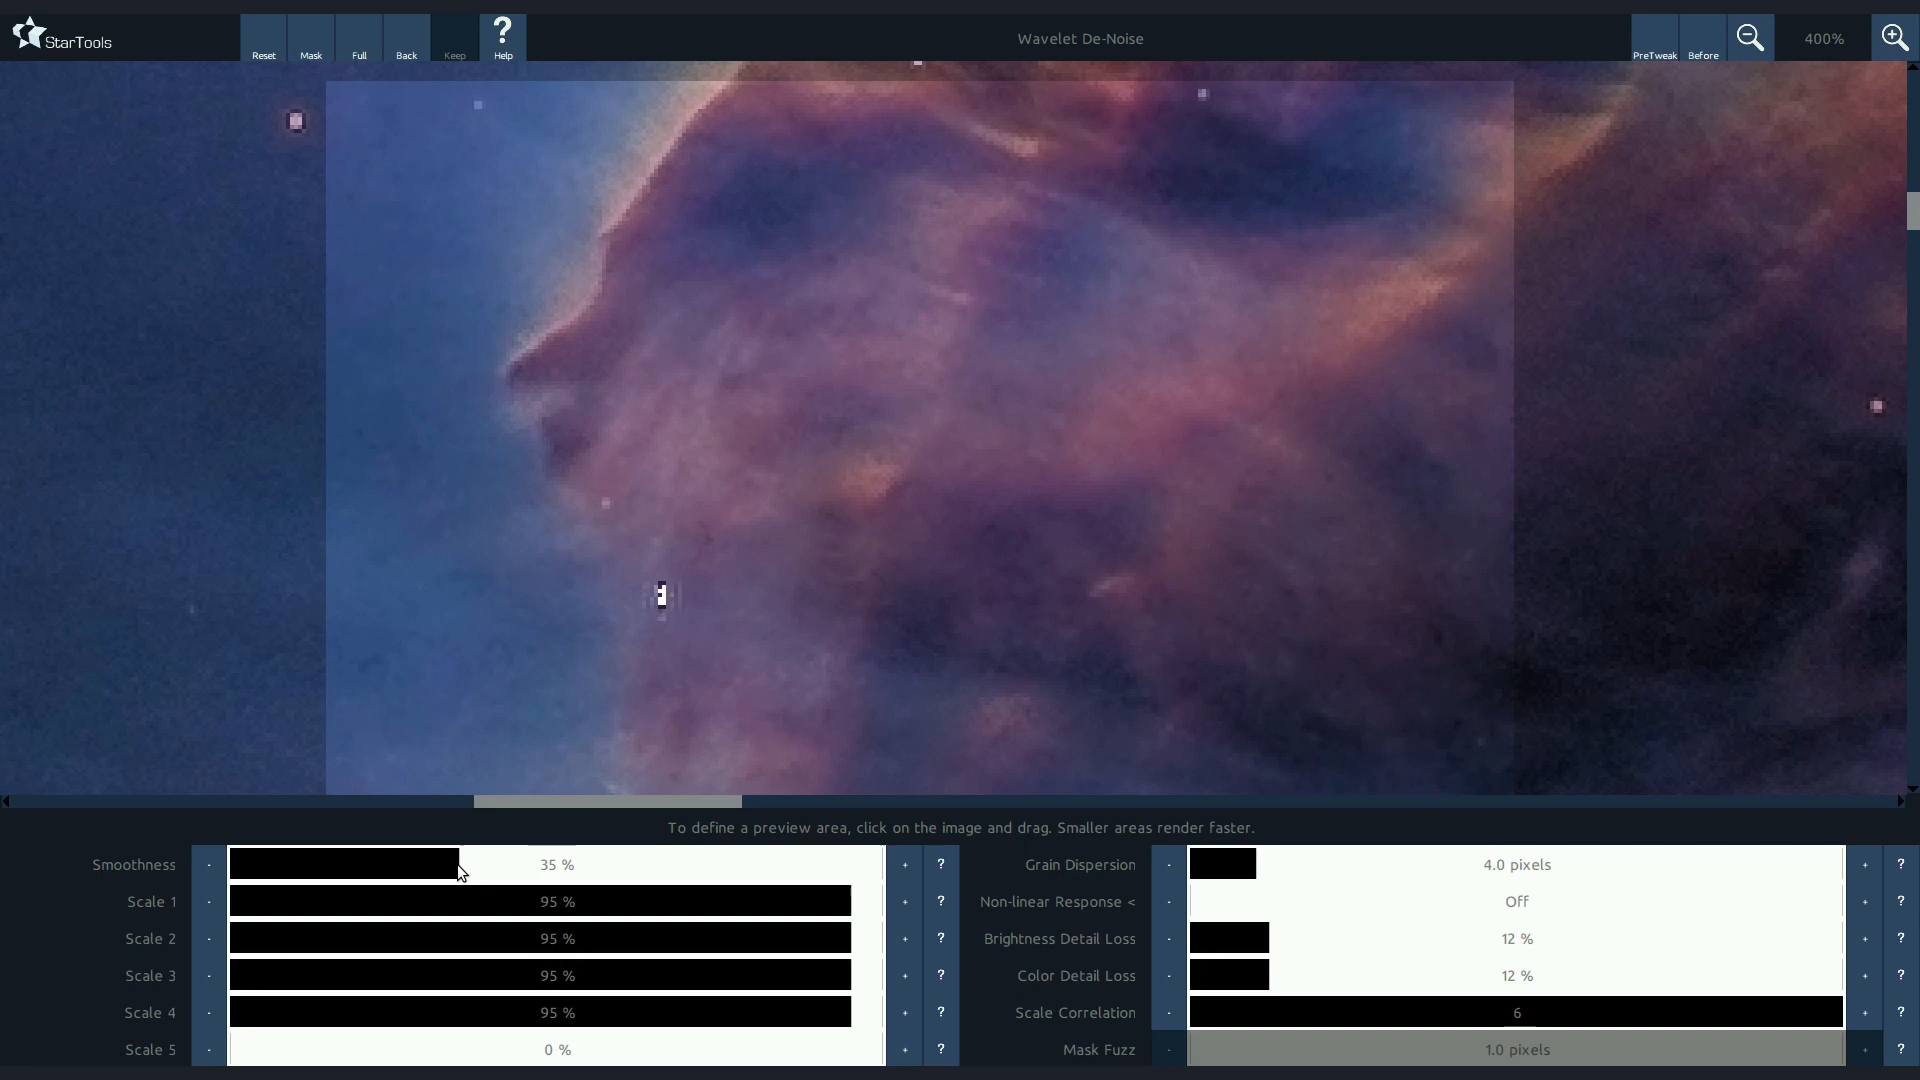 StarTools
Reset Mask Full Back Keep ? Help
Wavelet De-Noise
PreTweak Before 400%
To define a preview area, click on the image and drag. Smaller areas render faster.
Smoothness - 35 % + ? Grain Dispersion - 4.0 pixels + ?
Scale 1 - 95 % + ? Non-linear Response < - Off + ?
Scale 2 - 95 % + ? Brightness Detail Loss - 12 % + ?
Scale 3 - 95 % + ? Color Detail Loss - 12 % + ?
Scale 4 - 95 % + ? Scale Correlation - 6 + ?
Scale 5 - 0 % + ? Mask Fuzz - 1.0 pixels + ?